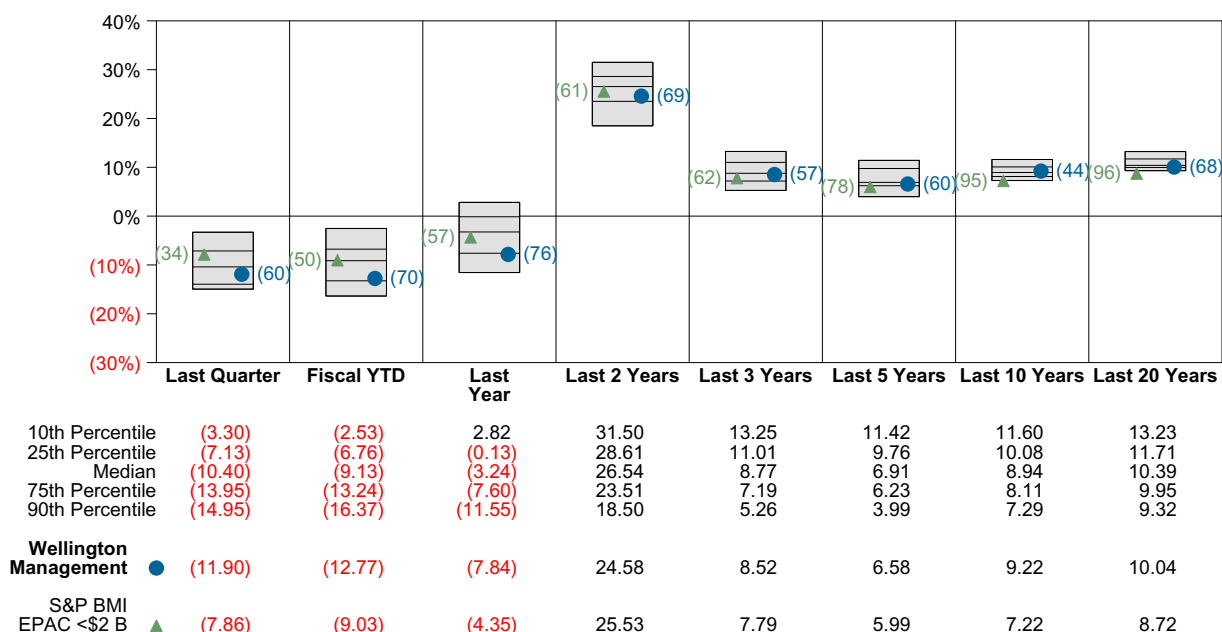 40%
30%
20%
10%
0%
(10%)
(20%)
(30%)
(34) (60) (50) (70) (57) (76) (61) (69) (62) (57) (78) (60) (95) (44) (96) (68)
Last Quarter Fiscal YTD Last Year Last 2 Years Last 3 Years Last 5 Years Last 10 Years Last 20 Years
10th Percentile (3.30) (2.53) 2.82 31.50 13.25 11.42 11.60 13.23
25th Percentile (7.13) (6.76) (0.13) 28.61 11.01 9.76 10.08 11.71
Median (10.40) (9.13) (3.24) 26.54 8.77 6.91 8.94 10.39
75th Percentile (13.95) (13.24) (7.60) 23.51 7.19 6.23 8.11 9.95
90th Percentile (14.95) (16.37) (11.55) 18.50 5.26 3.99 7.29 9.32
Wellington
Management (11.90) (12.77) (7.84) 24.58 8.52 6.58 9.22 10.04
S&P BMI
EPAC <$2 B (7.86) (9.03) (4.35) 25.53 7.79 5.99 7.22 8.72